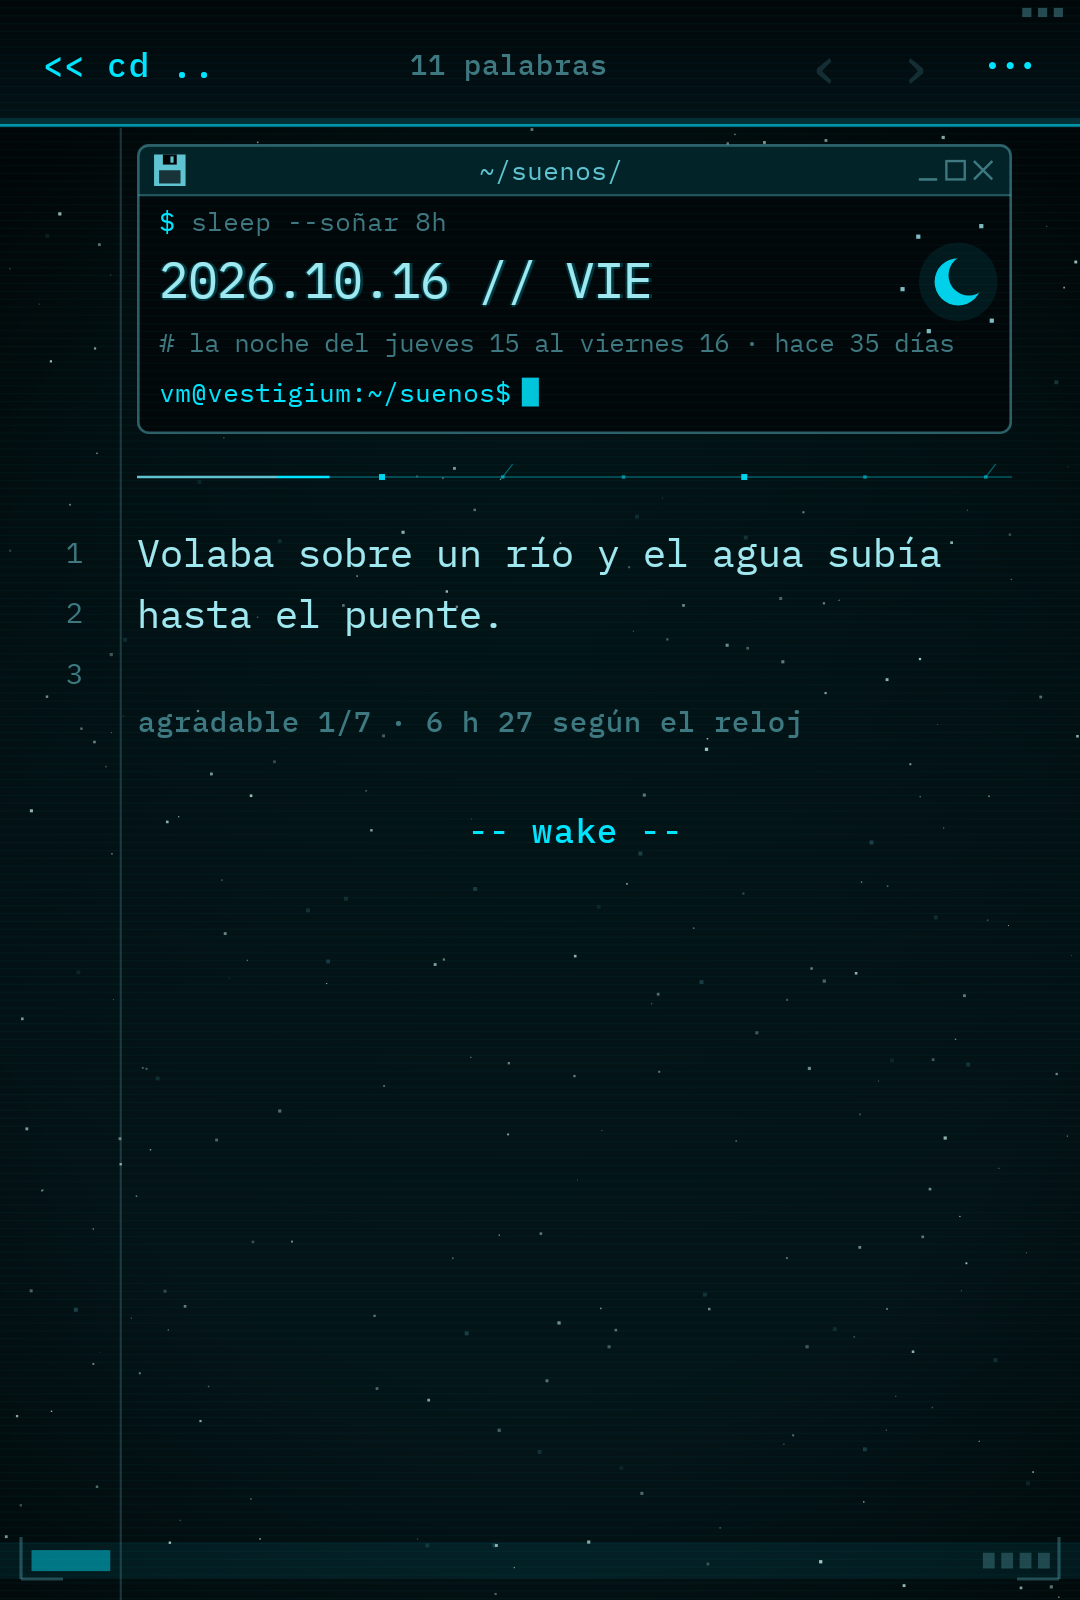 << cd .. 11 palabras ‹ › •••
~/suenos/
$ sleep --soñar 8h
2026.10.16 // VIE
# la noche del jueves 15 al viernes 16 · hace 35 días
vm@vestigium:~/suenos$
1 Volaba sobre un río y el agua subía
2 hasta el puente.
3
agradable 1/7 · 6 h 27 según el reloj
-- wake --